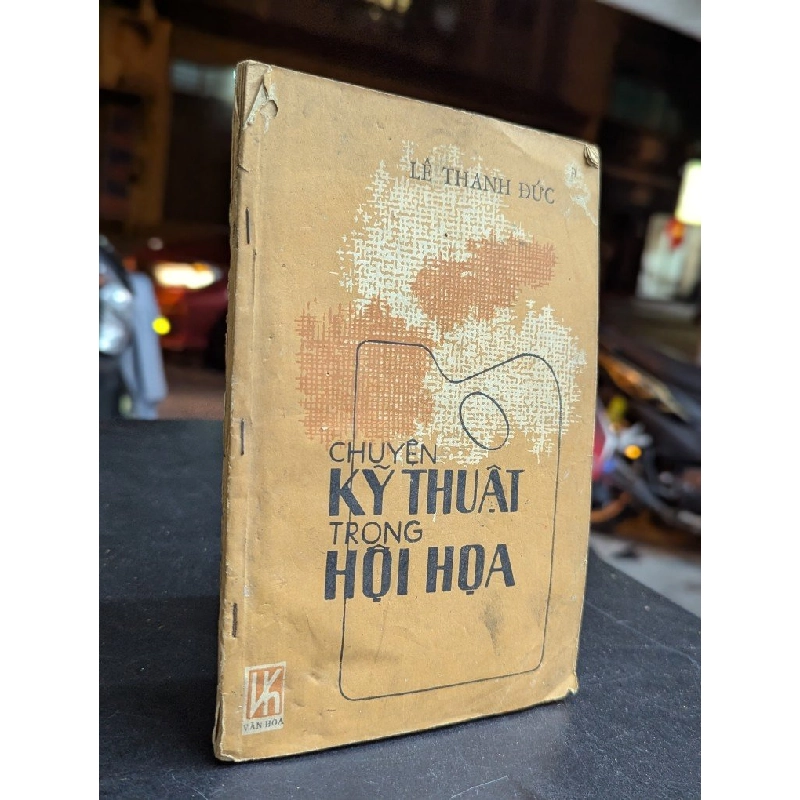 LÊ THANH ĐỨC
CHUYỆN
KỸ THUẬT
TRONG
HỘI HỌA
VĂN HÓA